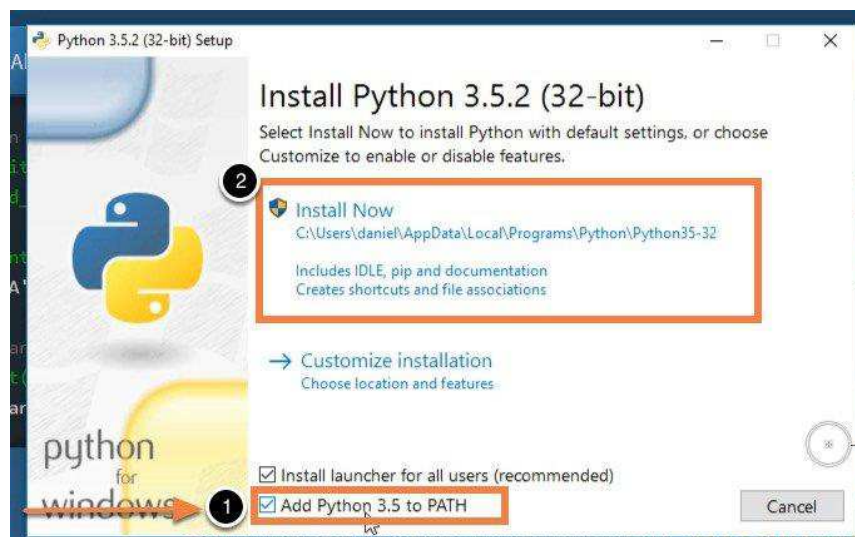 Python 3.5.2 (32-bit) Setup
Install Python 3.5.2 (32-bit)
Select Install Now to install Python with default settings, or choose
Customize to enable or disable features.
2
Install Now
C:\Users\daniel\AppData\Local\Programs\Python\Python35-32
Includes IDLE, pip and documentation
Creates shortcuts and file associations
→ Customize installation
Choose location and features
python
for
windows
Install launcher for all users (recommended)
1
Add Python 3.5 to PATH
Cancel